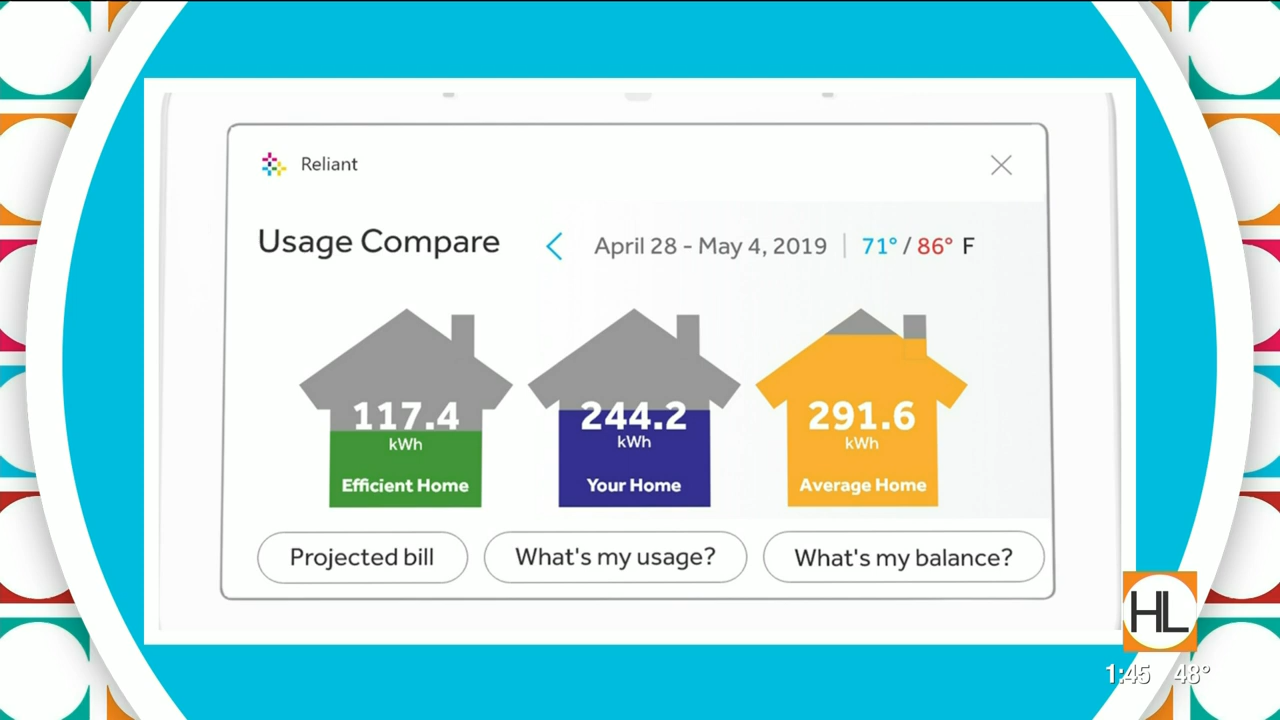 Reliant
Usage Compare
April 28 - May 4, 2019 | 71° / 86° F
117.4
kWh
Efficient Home
244.2
kWh
Your Home
291.6
kWh
Average Home
Projected bill
What's my usage?
What's my balance?
HL
1:45 48°